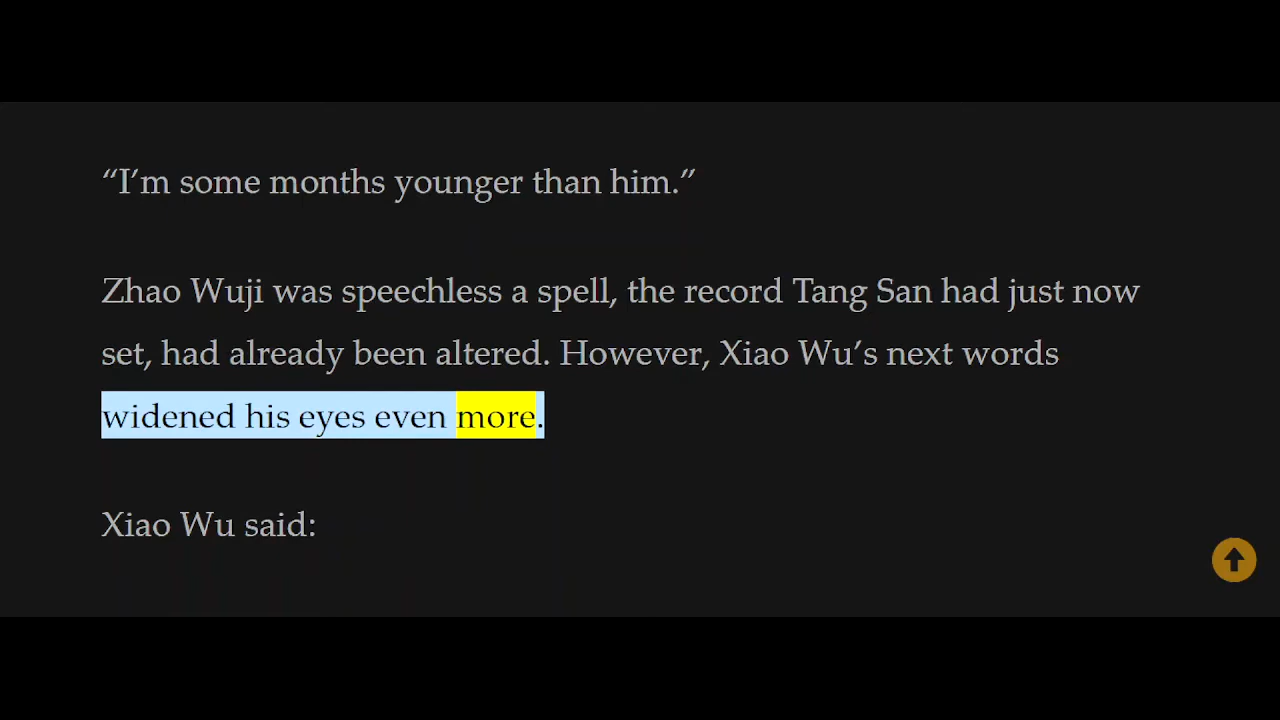 “I’m some months younger than him.”
Zhao Wuji was speechless a spell, the record Tang San had just now
set, had already been altered. However, Xiao Wu’s next words
widened his eyes even more.
Xiao Wu said: